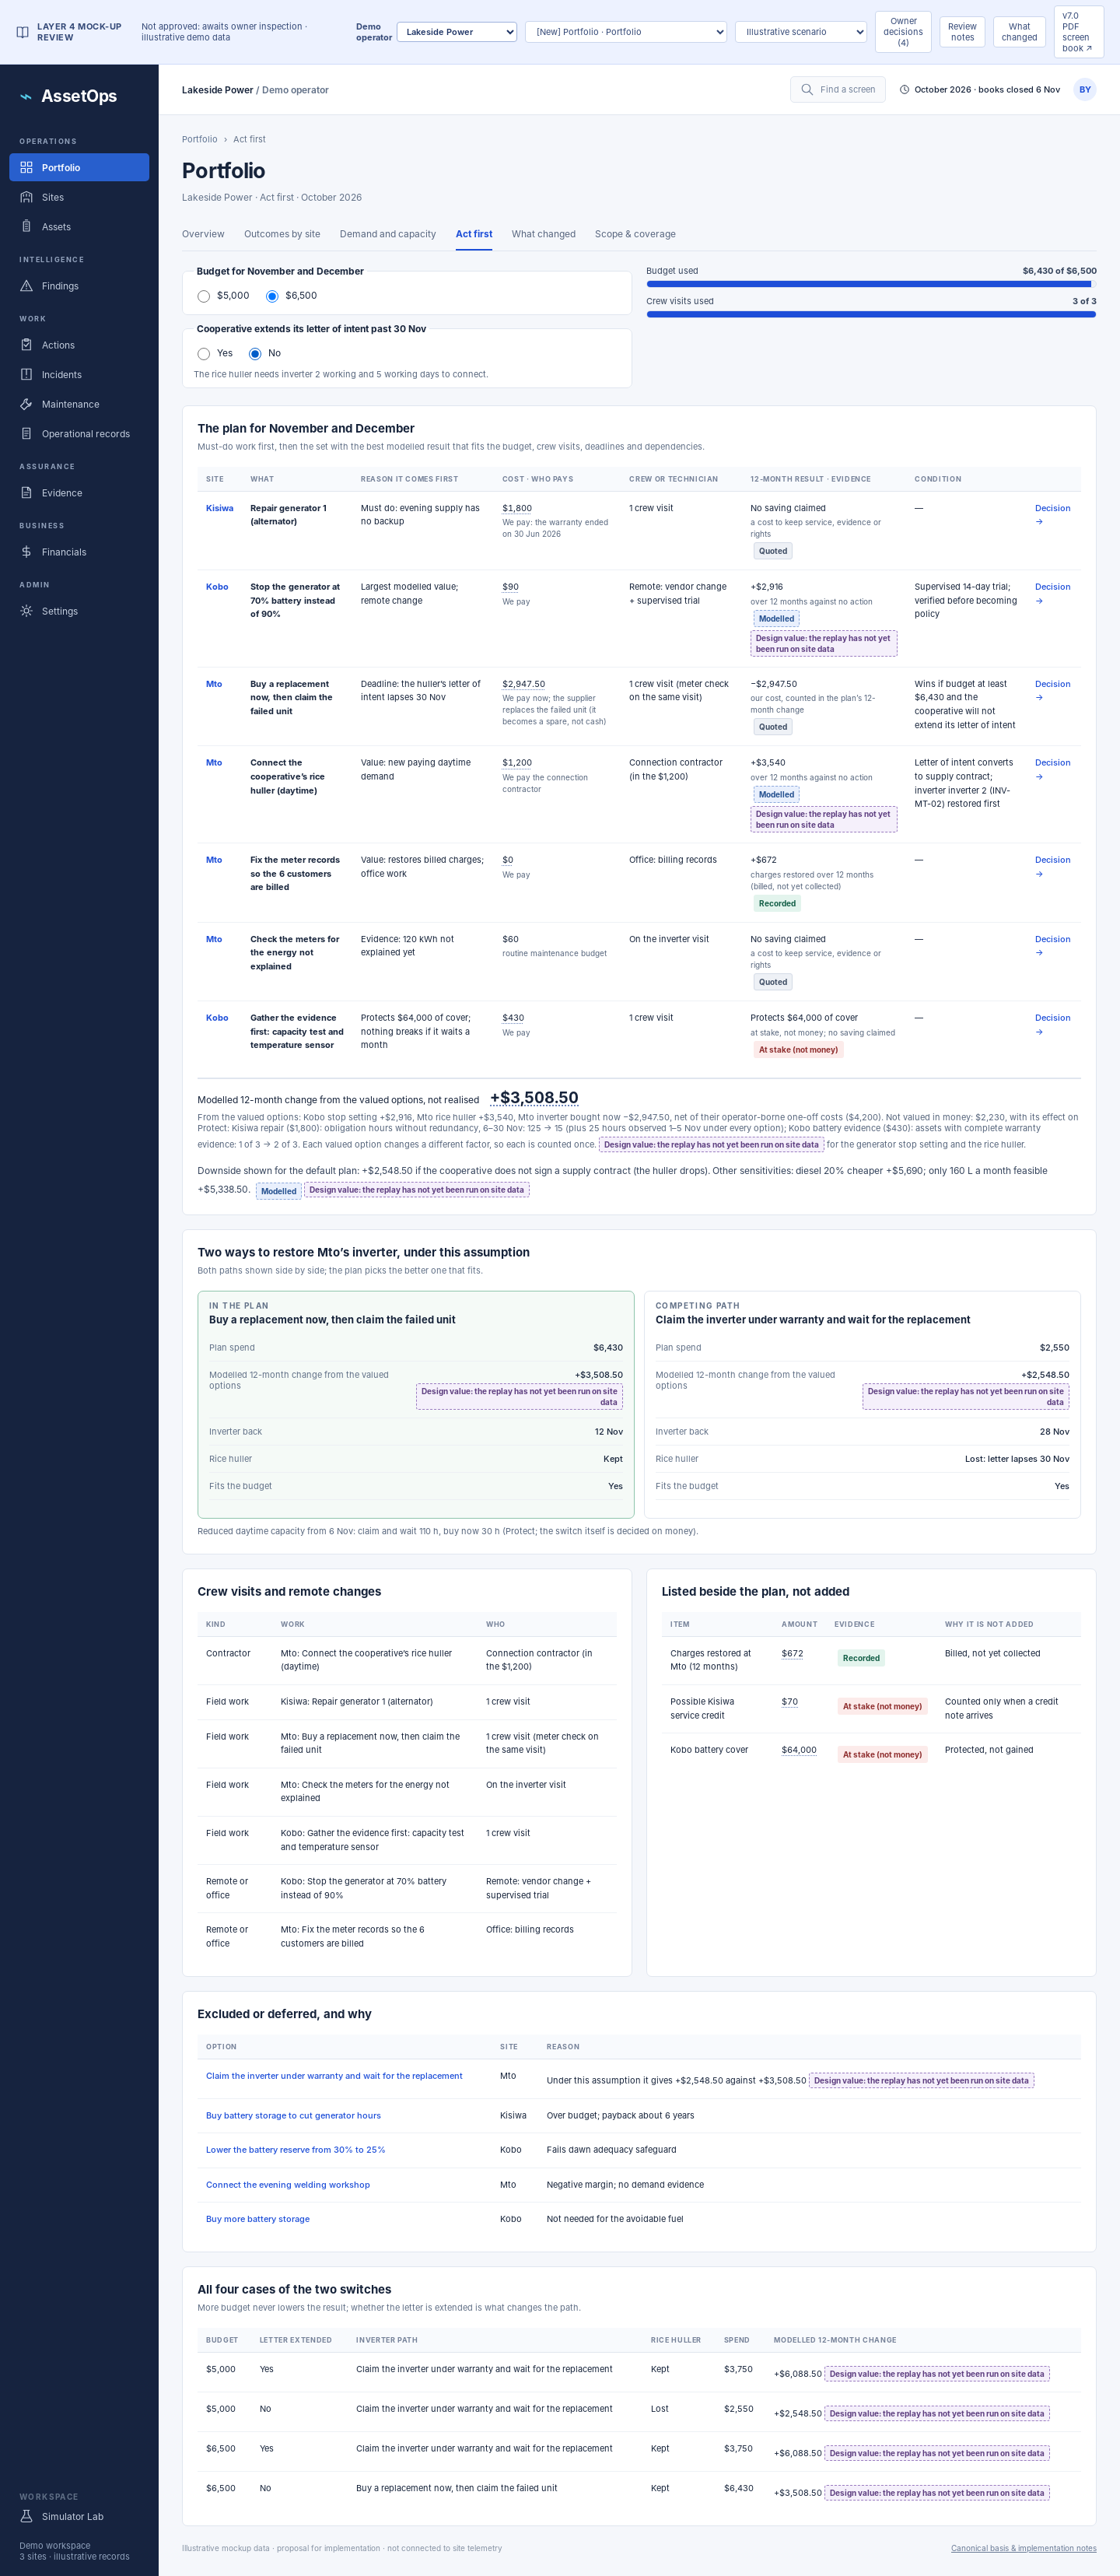 LAYER 4 MOCK-UP REVIEW
Not approved: awaits owner inspection · illustrative demo data
Demo operator
Lakeside Power
[New] Portfolio · Portfolio
Illustrative scenario
Owner decisions (4)
Review notes
What changed
v7.0 PDF screen book ↗
AssetOps
OPERATIONS
Portfolio
Sites
Assets
INTELLIGENCE
Findings
WORK
Actions
Incidents
Maintenance
Operational records
ASSURANCE
Evidence
BUSINESS
Financials
ADMIN
Settings
WORKSPACE
Simulator Lab
Demo workspace
3 sites · illustrative records
Lakeside Power / Demo operator
Find a screen
October 2026 · books closed 6 Nov
BY
Portfolio › Act first
Portfolio
Lakeside Power · Act first · October 2026
Overview
Outcomes by site
Demand and capacity
Act first
What changed
Scope & coverage
Budget for November and December
$5,000
$6,500
Cooperative extends its letter of intent past 30 Nov
Yes
No
The rice huller needs inverter 2 working and 5 working days to connect.
Budget used
$6,430 of $6,500
Crew visits used
3 of 3
The plan for November and December
Must-do work first, then the set with the best modelled result that fits the budget, crew visits, deadlines and dependencies.
SITE WHAT REASON IT COMES FIRST COST · WHO PAYS CREW OR TECHNICIAN 12-MONTH RESULT · EVIDENCE CONDITION
Kisiwa
Repair generator 1 (alternator)
Must do: evening supply has no backup
$1,800
We pay: the warranty ended on 30 Jun 2026
1 crew visit
No saving claimed
a cost to keep service, evidence or rights
Quoted
—
Decision →
Kobo
Stop the generator at 70% battery instead of 90%
Largest modelled value; remote change
$90
We pay
Remote: vendor change + supervised trial
+$2,916
over 12 months against no action
Modelled
Design value: the replay has not yet been run on site data
Supervised 14-day trial; verified before becoming policy
Decision →
Mto
Buy a replacement now, then claim the failed unit
Deadline: the huller's letter of intent lapses 30 Nov
$2,947.50
We pay now; the supplier replaces the failed unit (it becomes a spare, not cash)
1 crew visit (meter check on the same visit)
−$2,947.50
our cost, counted in the plan's 12-month change
Quoted
Wins if budget at least $6,430 and the cooperative will not extend its letter of intent
Decision →
Mto
Connect the cooperative's rice huller (daytime)
Value: new paying daytime demand
$1,200
We pay the connection contractor
Connection contractor (in the $1,200)
+$3,540
over 12 months against no action
Modelled
Design value: the replay has not yet been run on site data
Letter of intent converts to supply contract; inverter inverter 2 (INV-MT-02) restored first
Decision →
Mto
Fix the meter records so the 6 customers are billed
Value: restores billed charges; office work
$0
We pay
Office: billing records
+$672
charges restored over 12 months (billed, not yet collected)
Recorded
—
Decision →
Mto
Check the meters for the energy not explained
Evidence: 120 kWh not explained yet
$60
routine maintenance budget
On the inverter visit
No saving claimed
a cost to keep service, evidence or rights
Quoted
—
Decision →
Kobo
Gather the evidence first: capacity test and temperature sensor
Protects $64,000 of cover; nothing breaks if it waits a month
$430
We pay
1 crew visit
Protects $64,000 of cover
at stake, not money; no saving claimed
At stake (not money)
—
Decision →
Modelled 12-month change from the valued options, not realised +$3,508.50
From the valued options: Kobo stop setting +$2,916, Mto rice huller +$3,540, Mto inverter bought now −$2,947.50, net of their operator-borne one-off costs ($4,200). Not valued in money: $2,230, with its effect on
Protect: Kisiwa repair ($1,800): obligation hours without redundancy, 6–30 Nov: 125 → 15 (plus 25 hours observed 1–5 Nov under every option); Kobo battery evidence ($430): assets with complete warranty
evidence: 1 of 3 → 2 of 3. Each valued option changes a different factor, so each is counted once. Design value: the replay has not yet been run on site data for the generator stop setting and the rice huller.
Downside shown for the default plan: +$2,548.50 if the cooperative does not sign a supply contract (the huller drops). Other sensitivities: diesel 20% cheaper +$5,690; only 160 L a month feasible
+$5,338.50. Modelled Design value: the replay has not yet been run on site data
Two ways to restore Mto's inverter, under this assumption
Both paths shown side by side; the plan picks the better one that fits.
IN THE PLAN
Buy a replacement now, then claim the failed unit
Plan spend $6,430
Modelled 12-month change from the valued options +$3,508.50
Design value: the replay has not yet been run on site data
Inverter back 12 Nov
Rice huller Kept
Fits the budget Yes
COMPETING PATH
Claim the inverter under warranty and wait for the replacement
Plan spend $2,550
Modelled 12-month change from the valued options +$2,548.50
Design value: the replay has not yet been run on site data
Inverter back 28 Nov
Rice huller Lost: letter lapses 30 Nov
Fits the budget Yes
Reduced daytime capacity from 6 Nov: claim and wait 110 h, buy now 30 h (Protect; the switch itself is decided on money).
Crew visits and remote changes
KIND WORK WHO
Contractor Mto: Connect the cooperative's rice huller (daytime) Connection contractor (in the $1,200)
Field work Kisiwa: Repair generator 1 (alternator) 1 crew visit
Field work Mto: Buy a replacement now, then claim the failed unit 1 crew visit (meter check on the same visit)
Field work Mto: Check the meters for the energy not explained On the inverter visit
Field work Kobo: Gather the evidence first: capacity test and temperature sensor 1 crew visit
Remote or office Kobo: Stop the generator at 70% battery instead of 90% Remote: vendor change + supervised trial
Remote or office Mto: Fix the meter records so the 6 customers are billed Office: billing records
Listed beside the plan, not added
ITEM AMOUNT EVIDENCE WHY IT IS NOT ADDED
Charges restored at Mto (12 months) $672 Recorded Billed, not yet collected
Possible Kisiwa service credit $70 At stake (not money) Counted only when a credit note arrives
Kobo battery cover $64,000 At stake (not money) Protected, not gained
Excluded or deferred, and why
OPTION SITE REASON
Claim the inverter under warranty and wait for the replacement Mto Under this assumption it gives +$2,548.50 against +$3,508.50 Design value: the replay has not yet been run on site data
Buy battery storage to cut generator hours Kisiwa Over budget; payback about 6 years
Lower the battery reserve from 30% to 25% Kobo Fails dawn adequacy safeguard
Connect the evening welding workshop Mto Negative margin; no demand evidence
Buy more battery storage Kobo Not needed for the avoidable fuel
All four cases of the two switches
More budget never lowers the result; whether the letter is extended is what changes the path.
BUDGET LETTER EXTENDED INVERTER PATH RICE HULLER SPEND MODELLED 12-MONTH CHANGE
$5,000 Yes Claim the inverter under warranty and wait for the replacement Kept $3,750 +$6,088.50 Design value: the replay has not yet been run on site data
$5,000 No Claim the inverter under warranty and wait for the replacement Lost $2,550 +$2,548.50 Design value: the replay has not yet been run on site data
$6,500 Yes Claim the inverter under warranty and wait for the replacement Kept $3,750 +$6,088.50 Design value: the replay has not yet been run on site data
$6,500 No Buy a replacement now, then claim the failed unit Kept $6,430 +$3,508.50 Design value: the replay has not yet been run on site data
Illustrative mockup data · proposal for implementation · not connected to site telemetry
Canonical basis & implementation notes